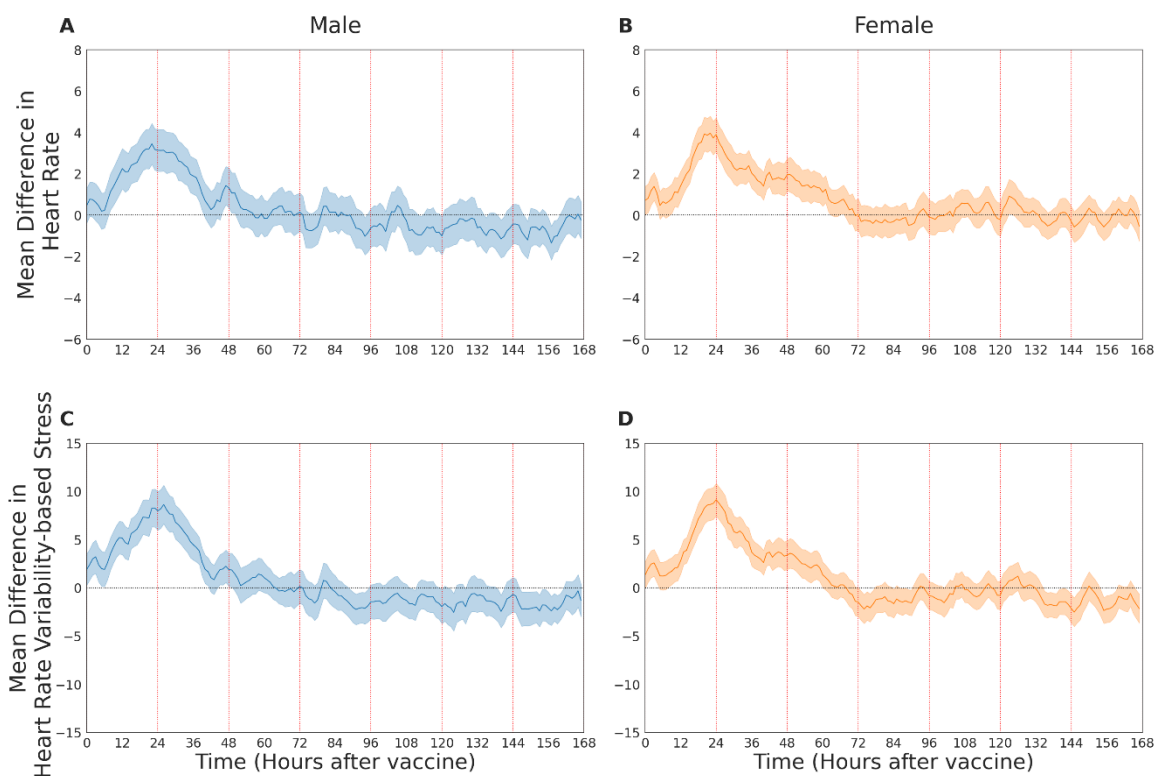 A
Male
B
Female
Mean Difference in
Heart Rate
8
6
4
2
0
−2
−4
−6
0 12 24 36 48 60 72 84 96 108 120 132 144 156 168
8
6
4
2
0
−2
−4
−6
0 12 24 36 48 60 72 84 96 108 120 132 144 156 168
C
D
Mean Difference in
Heart Rate Variability-based Stress
15
10
5
0
−5
−10
−15
0 12 24 36 48 60 72 84 96 108 120 132 144 156 168
Time (Hours after vaccine)
15
10
5
0
−5
−10
−15
0 12 24 36 48 60 72 84 96 108 120 132 144 156 168
Time (Hours after vaccine)